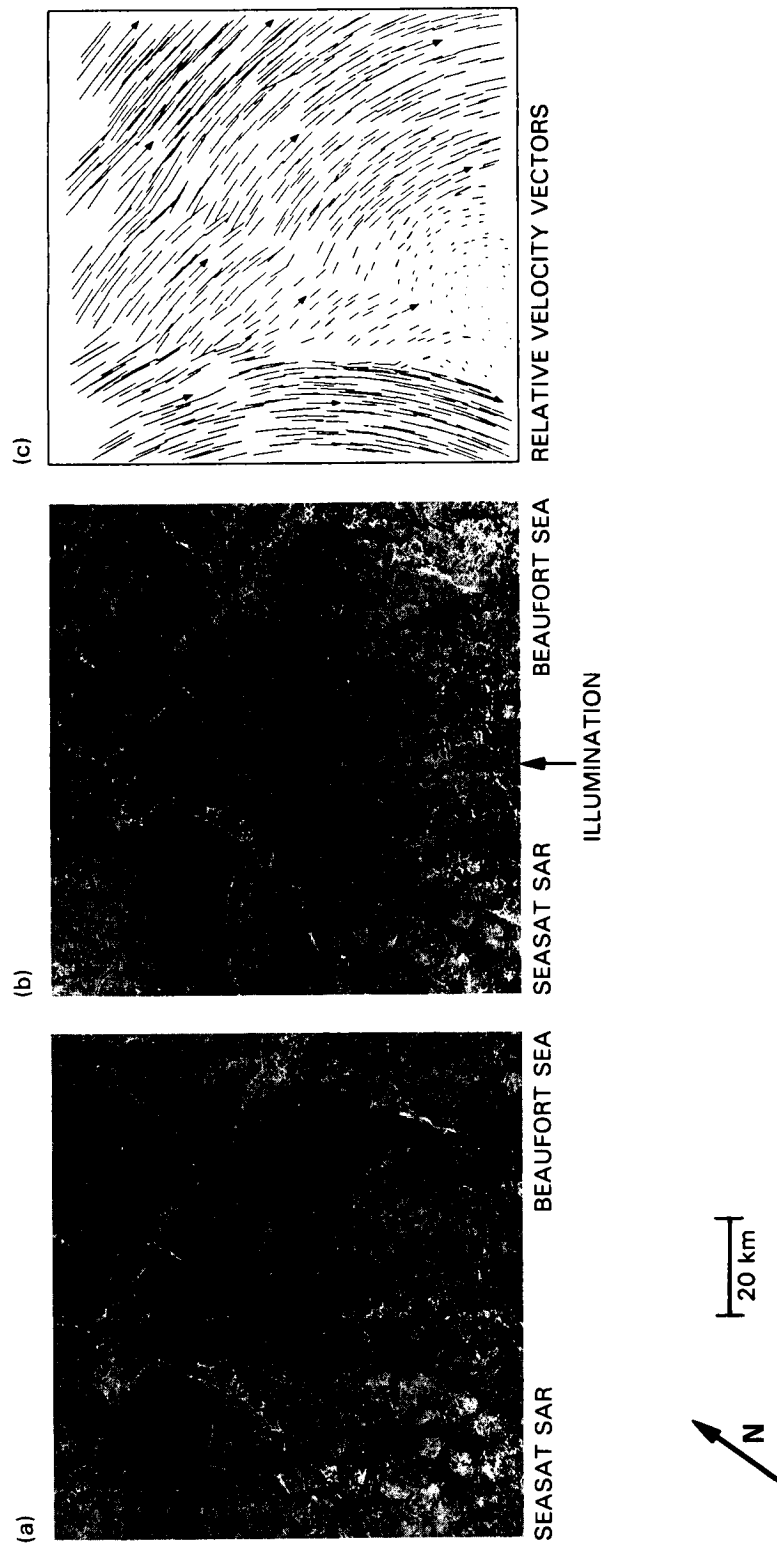 (a)
SEASAT SAR
BEAUFORT SEA
(b)
SEASAT SAR
BEAUFORT SEA
ILLUMINATION
(c)
RELATIVE VELOCITY VECTORS
N
20 km